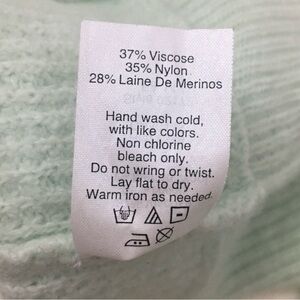 37% Viscose
35% Nylon
28% Laine De Merinos
Hand wash cold,
with like colors.
Non chlorine
bleach only.
Do not wring or twist.
Lay flat to dry.
Warm iron as needed.